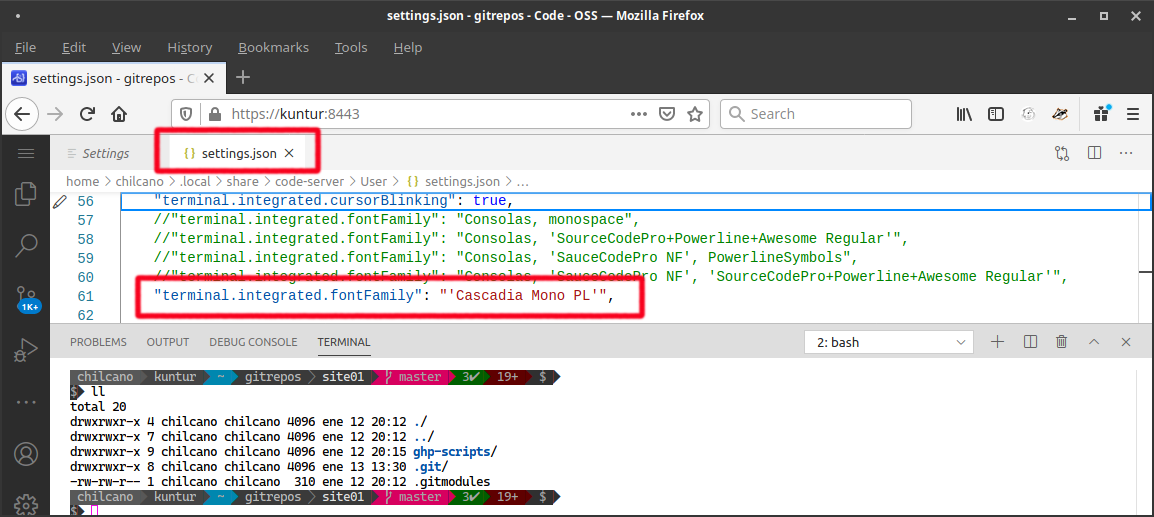 settings.json - gitrepos - Code - OSS — Mozilla Firefox
File Edit View History Bookmarks Tools Help
settings.json - gitrepos - C
https://kuntur:8443 Search
Settings settings.json
home > chilcano > .local > share > code-server > User > {} settings.json > ...
56 "terminal.integrated.cursorBlinking": true,
57 //"terminal.integrated.fontFamily": "Consolas, monospace",
58 //"terminal.integrated.fontFamily": "Consolas, 'SourceCodePro+Powerline+Awesome Regular'",
59 //"terminal.integrated.fontFamily": "Consolas, 'SauceCodePro NF', PowerlineSymbols",
60 //"terminal.integrated.fontFamily": "Consolas, 'SauceCodePro NF', 'SourceCodePro+Powerline+Awesome Regular'",
61 "terminal.integrated.fontFamily": "'Cascadia Mono PL'",
62
1K+
PROBLEMS OUTPUT DEBUG CONSOLE TERMINAL 2: bash
chilcano kuntur ~ gitrepos > site01 master 3✔ 19+ $
$ ll
total 20
drwxrwxr-x 4 chilcano chilcano 4096 ene 12 20:12 ./
drwxrwxr-x 7 chilcano chilcano 4096 ene 12 20:12 ../
drwxrwxr-x 9 chilcano chilcano 4096 ene 12 20:15 ghp-scripts/
drwxrwxr-x 8 chilcano chilcano 4096 ene 13 13:30 .git/
-rw-rw-r-- 1 chilcano chilcano 310 ene 12 20:12 .gitmodules
chilcano kuntur ~ gitrepos > site01 master 3✔ 19+ $
$